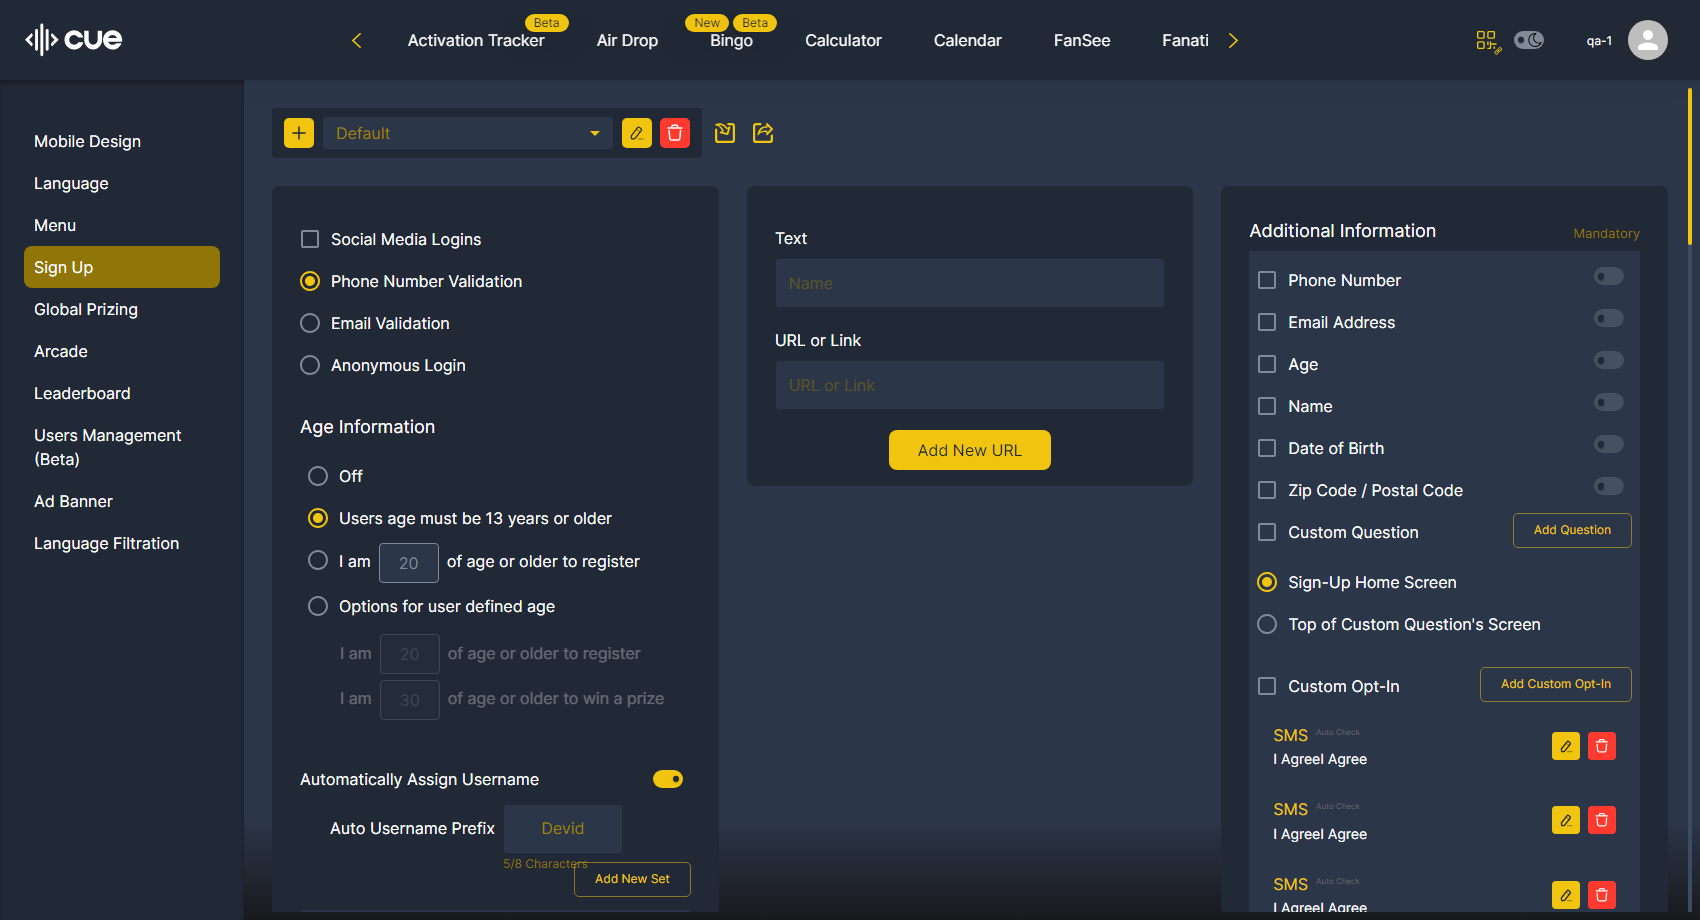 cue
Activation Tracker
Beta
Air Drop
New
Beta
Bingo
Calculator
Calendar
FanSee
Fanati
qa-1
Mobile Design
Language
Menu
Sign Up
Global Prizing
Arcade
Leaderboard
Users Management
(Beta)
Ad Banner
Language Filtration
Default
Social Media Logins
Phone Number Validation
Email Validation
Anonymous Login
Age Information
Off
Users age must be 13 years or older
I am 20 of age or older to register
Options for user defined age
I am 20 of age or older to register
I am 30 of age or older to win a prize
Automatically Assign Username
Auto Username Prefix Devid
5/8 Characters
Add New Set
Text
Name
URL or Link
URL or Link
Add New URL
Additional Information Mandatory
Phone Number
Email Address
Age
Name
Date of Birth
Zip Code / Postal Code
Custom Question Add Question
Sign-Up Home Screen
Top of Custom Question's Screen
Custom Opt-In Add Custom Opt-In
SMS Auto Check
I AgreeI Agree
SMS Auto Check
I AgreeI Agree
SMS Auto Check
I AgreeI Agree